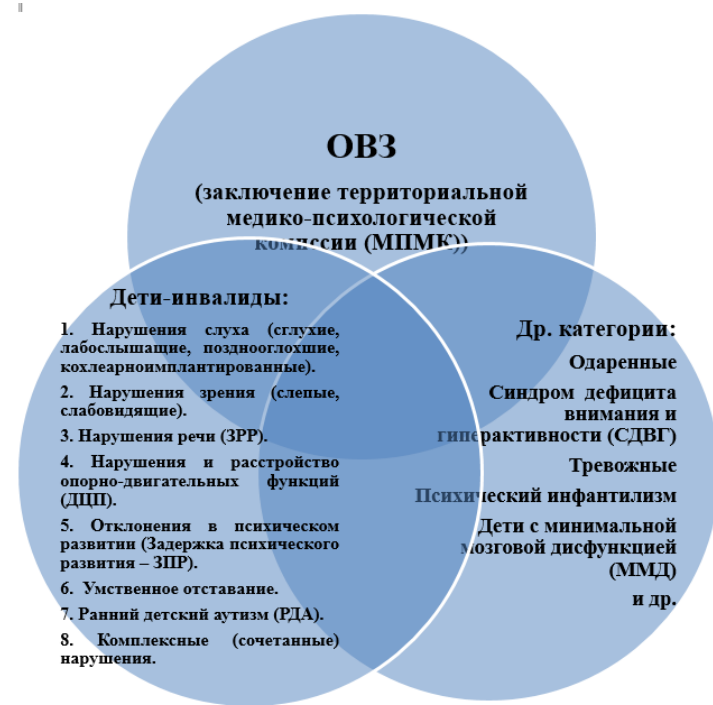 ОВЗ
(заключение территориальной
медико-психологической
комиссии (МПМК))
Дети-инвалиды:
1. Нарушения слуха (сглухие,
лабослышащие, позднооглохшие,
кохлеарноимплантированные).
2. Нарушения зрения (слепые,
слабовидящие).
3. Нарушения речи (ЗРР).
4. Нарушения и расстройство
опорно-двигательных функций
(ДЦП).
5. Отклонения в психическом
развитии (Задержка психического
развития – ЗПР).
6. Умственное отставание.
7. Ранний детский аутизм (РДА).
8. Комплексные (сочетанные)
нарушения.
Др. категории:
Одаренные
Синдром дефицита
внимания и
гиперактивности (СДВГ)
Тревожные
Психический инфантилизм
Дети с минимальной
мозговой дисфункцией
(ММД)
и др.